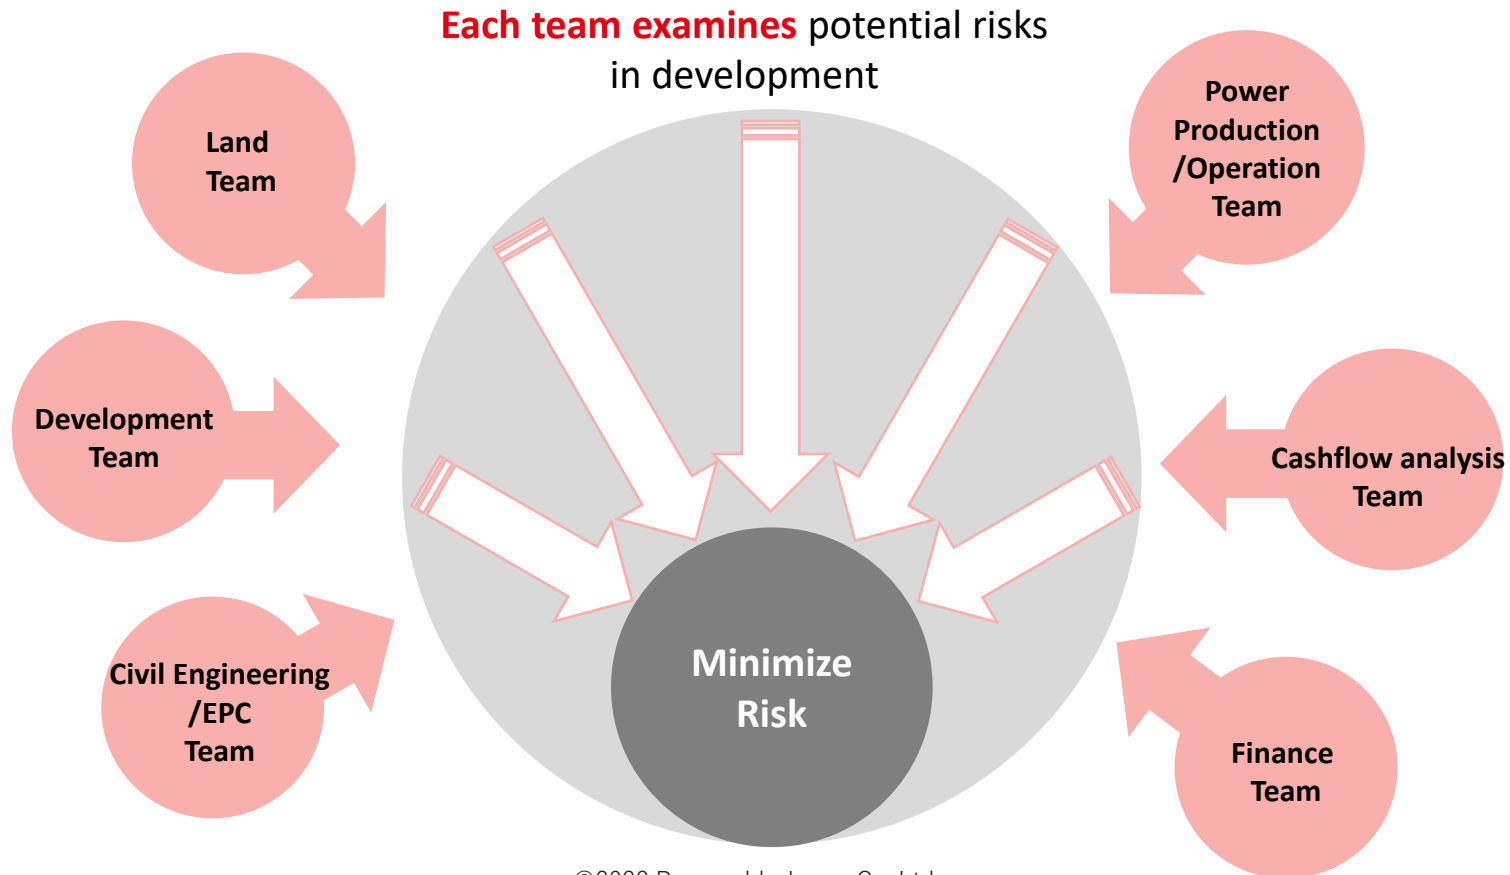 Each team examines potential risks
in development
Land
Team
Power
Production
/Operation
Team
Development
Team
Cashflow analysis
Team
Civil Engineering
/EPC
Team
Minimize
Risk
Finance
Team